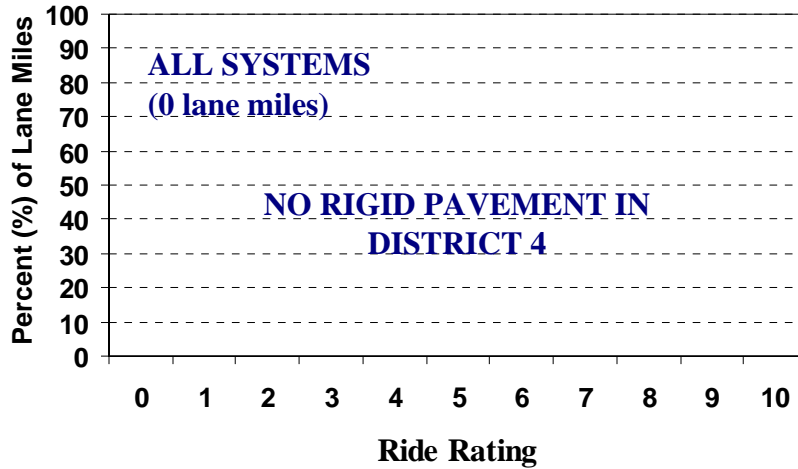 100
90
80
70
60
50
40
30
20
10
0
Percent (%) of Lane Miles
ALL SYSTEMS
(0 lane miles)
NO RIGID PAVEMENT IN
DISTRICT 4
0 1 2 3 4 5 6 7 8 9 10
Ride Rating